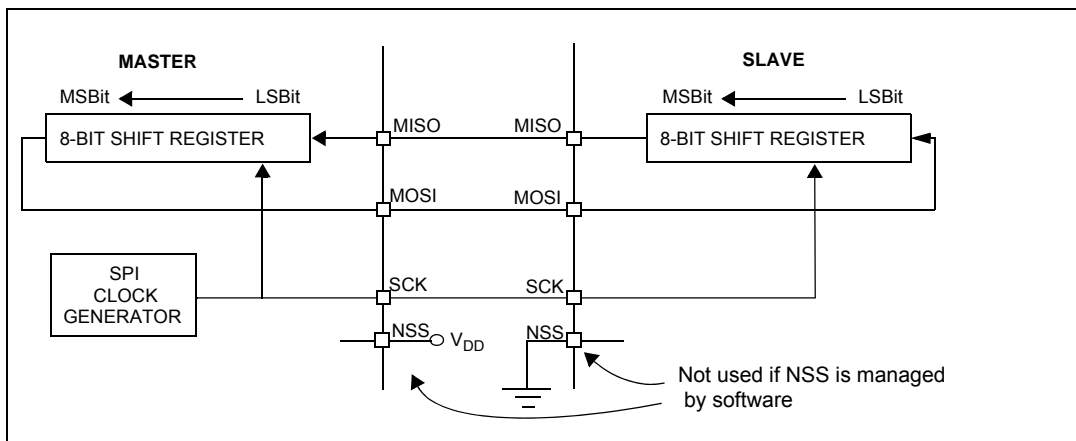 MASTER
SLAVE
MSBit LSBit
MSBit LSBit
8-BIT SHIFT REGISTER
MISO MISO
8-BIT SHIFT REGISTER
MOSI MOSI
SPI
CLOCK
GENERATOR
SCK SCK
NSS VDD
NSS
Not used if NSS is managed
by software